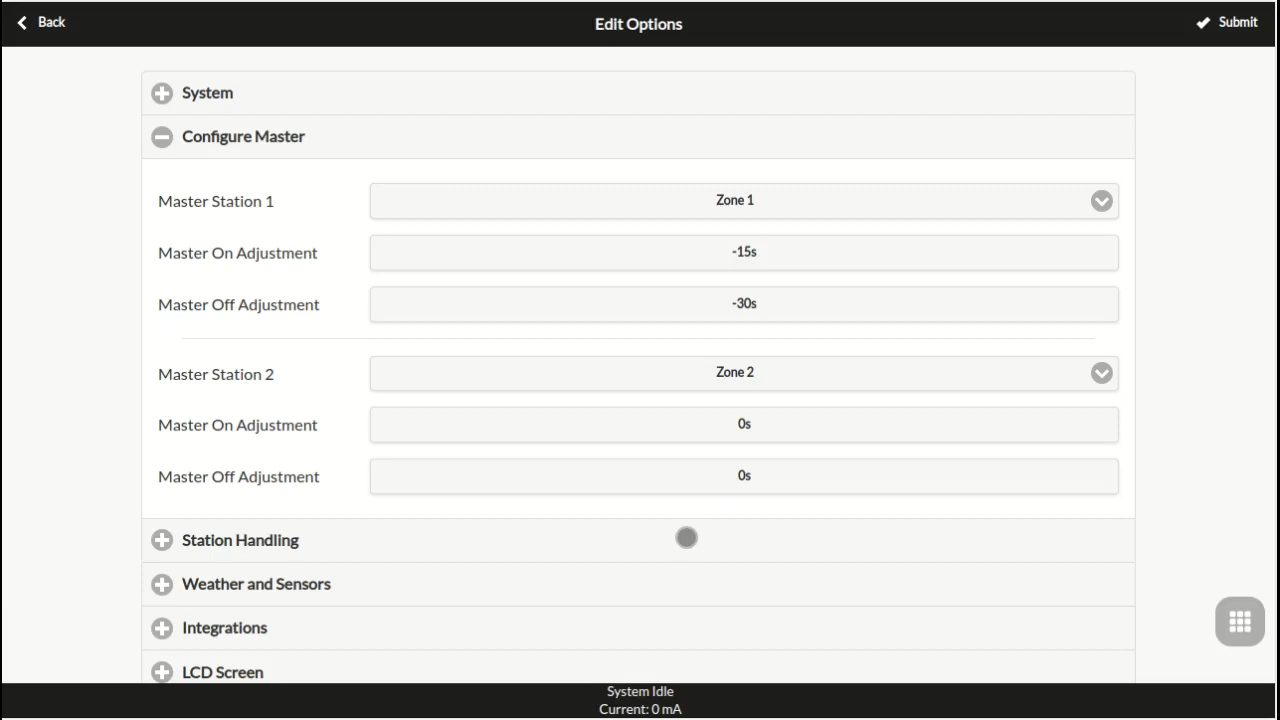 Back
Edit Options
Submit
System
Configure Master
Master Station 1
Zone 1
Master On Adjustment
-15s
Master Off Adjustment
-30s
Master Station 2
Zone 2
Master On Adjustment
0s
Master Off Adjustment
0s
Station Handling
Weather and Sensors
Integrations
LCD Screen
System Idle
Current: 0 mA